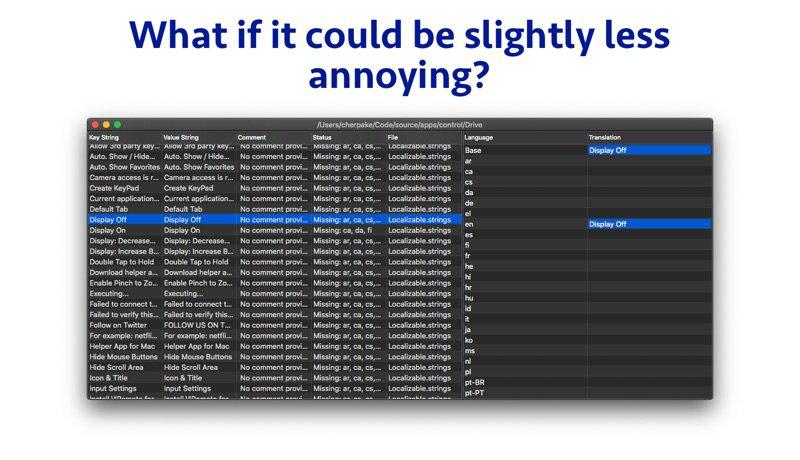 What if it could be slightly less
annoying?
/Users/cherpake/Code/source/apps/control/Drive
Key String Value String Comment Status File Language Translation
Allow 3rd party key... Allow 3rd party key... No comment provi... Missing: ar, ca, cs,... Localizable.strings
Base Display Off
Auto. Show / Hide... Auto. Show / Hide... No comment provi... Missing: ar, ca, cs,... Localizable.strings ar
Auto. Show Favorites Auto. Show Favorites No comment provi... Missing: ar, ca, cs,... Localizable.strings ca
Camera access is r... Camera access is r... No comment provi... Missing: ar, ca, cs,... Localizable.strings cs
Create KeyPad Create KeyPad No comment provi... Missing: ar, ca, cs,... Localizable.strings da
Current application... Current application... No comment provi... Missing: ar, ca, cs,... Localizable.strings de
Default Tab Default Tab No comment provi... Missing: ar, ca, cs,... Localizable.strings el
Display Off Display Off No comment provi... Missing: ar, ca, cs,... Localizable.strings en Display Off
Display On Display On No comment provi... Missing: ca, da, fi Localizable.strings es
Display: Decrease... Display: Decrease... No comment provi... Missing: ar, ca, cs,... Localizable.strings fi
Display: Increase B... Display: Increase B... No comment provi... Missing: ar, ca, cs,... Localizable.strings fr
Double Tap to Hold Double Tap to Hold No comment provi... Missing: ar, ca, cs,... Localizable.strings he
Download helper a... Download helper a... No comment provi... Missing: ar, ca, cs,... Localizable.strings hi
Enable Pinch to Zo... Enable Pinch to Zo... No comment provi... Missing: ar, ca, cs,... Localizable.strings hr
Executing... Executing... No comment provi... Missing: ar, ca, cs,... Localizable.strings hu
Failed to connect t... Failed to connect t... No comment provi... Missing: ar, ca, cs,... Localizable.strings id
Failed to verify this... Failed to verify this... No comment provi... Missing: ar, ca, cs,... Localizable.strings it
Follow on Twitter FOLLOW US ON T... No comment provi... Missing: ar, ca, cs,... Localizable.strings ja
For example: netfli... For example: netfli... No comment provi... Missing: ar, ca, cs,... Localizable.strings ko
Helper App for Mac Helper App for Mac No comment provi... Missing: ar, ca, cs,... Localizable.strings ms
Hide Mouse Buttons Hide Mouse Buttons No comment provi... Missing: ar, ca, cs,... Localizable.strings nl
Hide Scroll Area Hide Scroll Area No comment provi... Missing: ar, ca, cs,... Localizable.strings pl
Icon & Title Icon & Title No comment provi... Missing: ar, ca, cs,... Localizable.strings pt-BR
Input Settings Input Settings No comment provi... Missing: ar, ca, cs,... Localizable.strings pt-PT